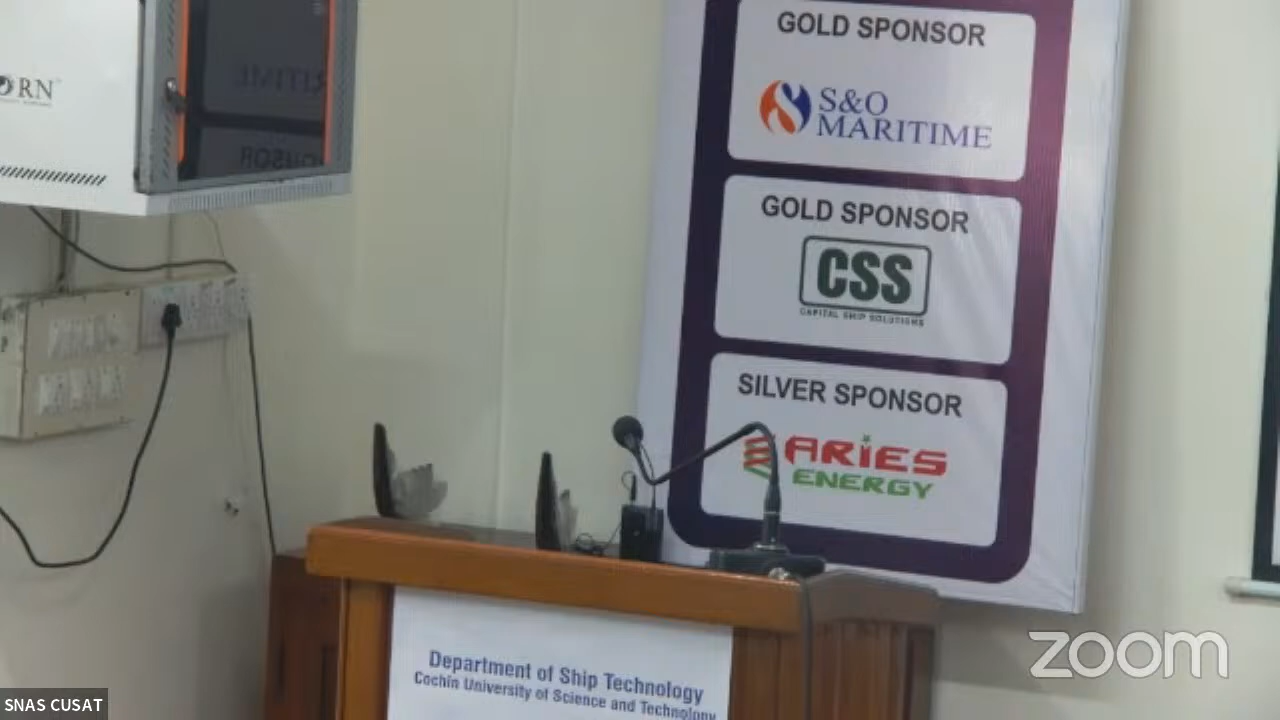 GOLD SPONSOR
S&O
MARITIME
GOLD SPONSOR
CSS
CAPITAL SHIP SOLUTIONS
SILVER SPONSOR
ARIES
ENERGY
Department of Ship Technology
Cochin University of Science and Technology
zoom
SNAS CUSAT